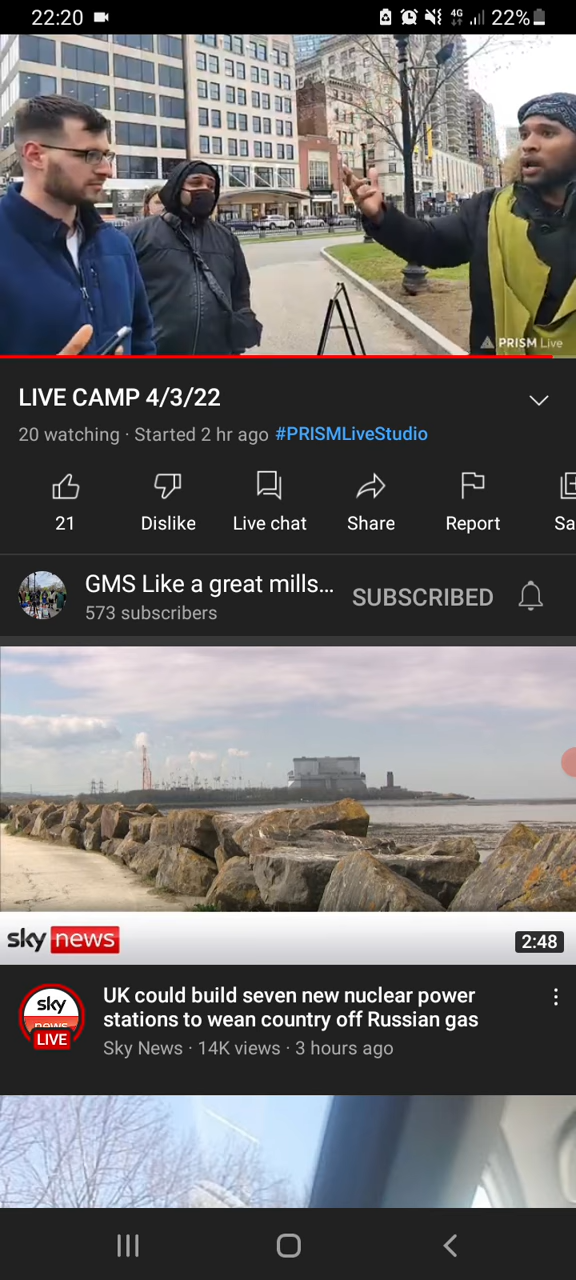 22:20
4G
22%
PRISM Live
LIVE CAMP 4/3/22
20 watching · Started 2 hr ago #PRISMLiveStudio
21
Dislike
Live chat
Share
Report
Sa
GMS Like a great mills...
573 subscribers
SUBSCRIBED
sky news
2:48
sky
news
LIVE
UK could build seven new nuclear power
stations to wean country off Russian gas
Sky News · 14K views · 3 hours ago